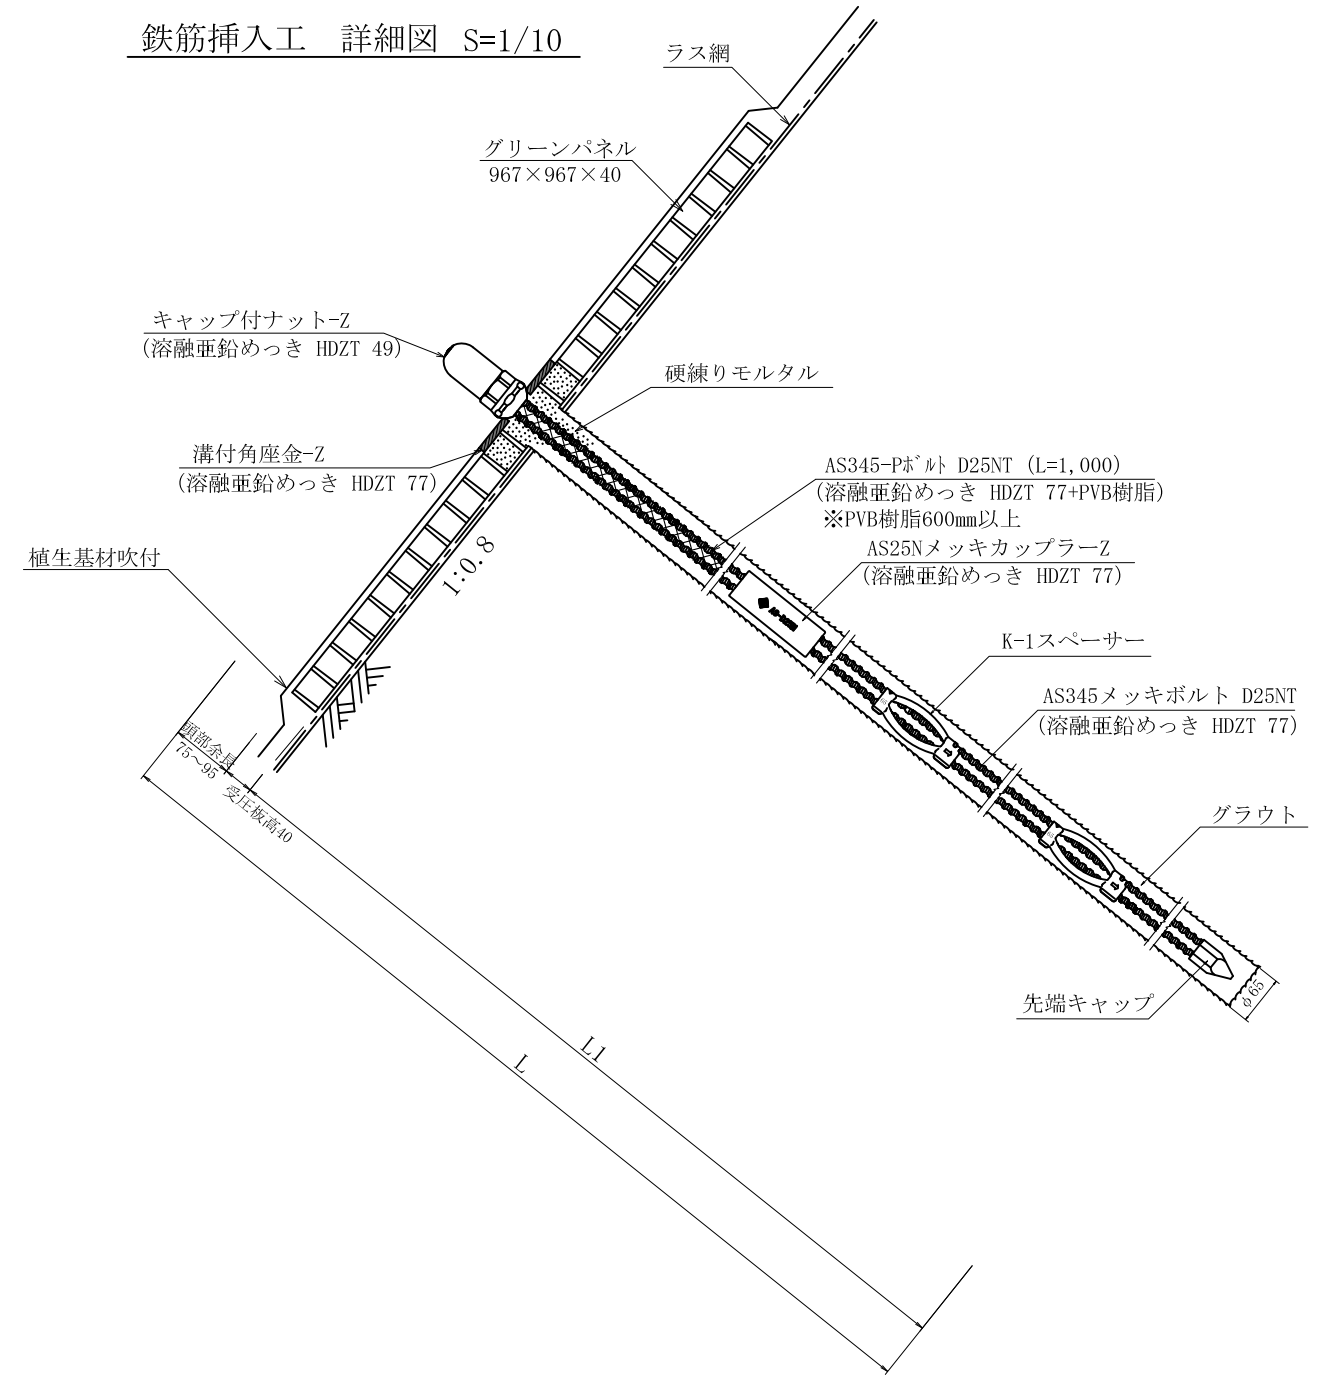 鉄筋挿入工　詳細図　S=1/10
ラス網
グリーンパネル
967×967×40
キャップ付ナット-Z
(溶融亜鉛めっき HDZT 49)
硬練りモルタル
溝付角座金-Z
(溶融亜鉛めっき HDZT 77)
AS345-Pﾎﾞﾙﾄ D25NT (L=1,000)
(溶融亜鉛めっき HDZT 77+PVB樹脂)
※PVB樹脂600mm以上
植生基材吹付
1:0.8
AS25NメッキカップラーZ
(溶融亜鉛めっき HDZT 77)
K-1スペーサー
AS345メッキボルト D25NT
(溶融亜鉛めっき HDZT 77)
頭部余長
75～95
受圧板高40
グラウト
先端キャップ
φ65
L1
L